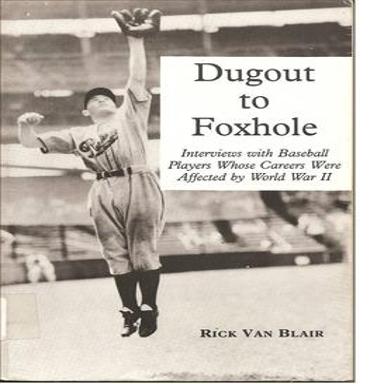 Dugout
to
Foxhole
Interviews with Baseball
Players Whose Careers Were
Affected by World War II
RICK VAN BLAIR